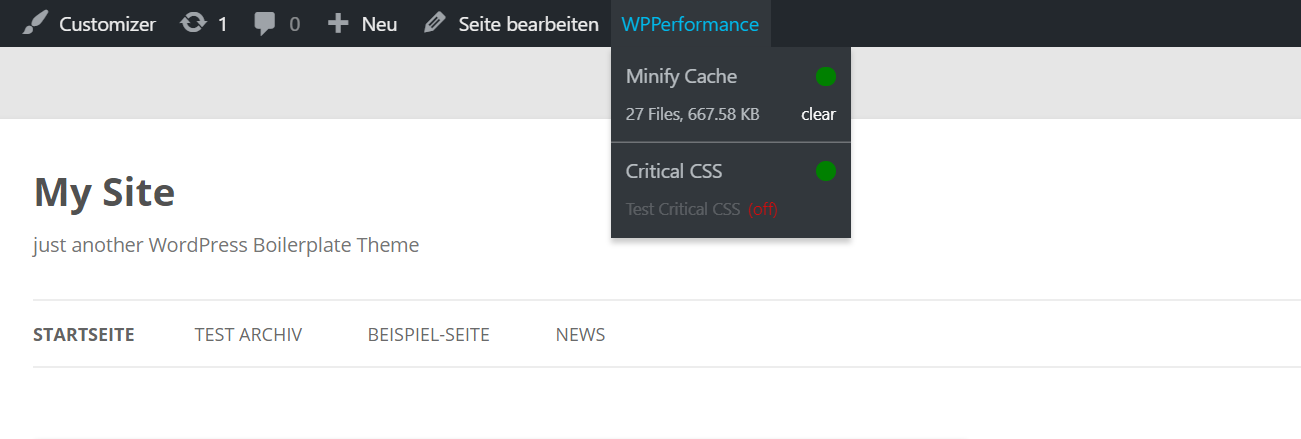 Customizer 1 0 Neu Seite bearbeiten WPPerformance
Minify Cache
27 Files, 667.58 KB clear
Critical CSS
Test Critical CSS (off)
My Site
just another WordPress Boilerplate Theme
STARTSEITE TEST ARCHIV BEISPIEL-SEITE NEWS